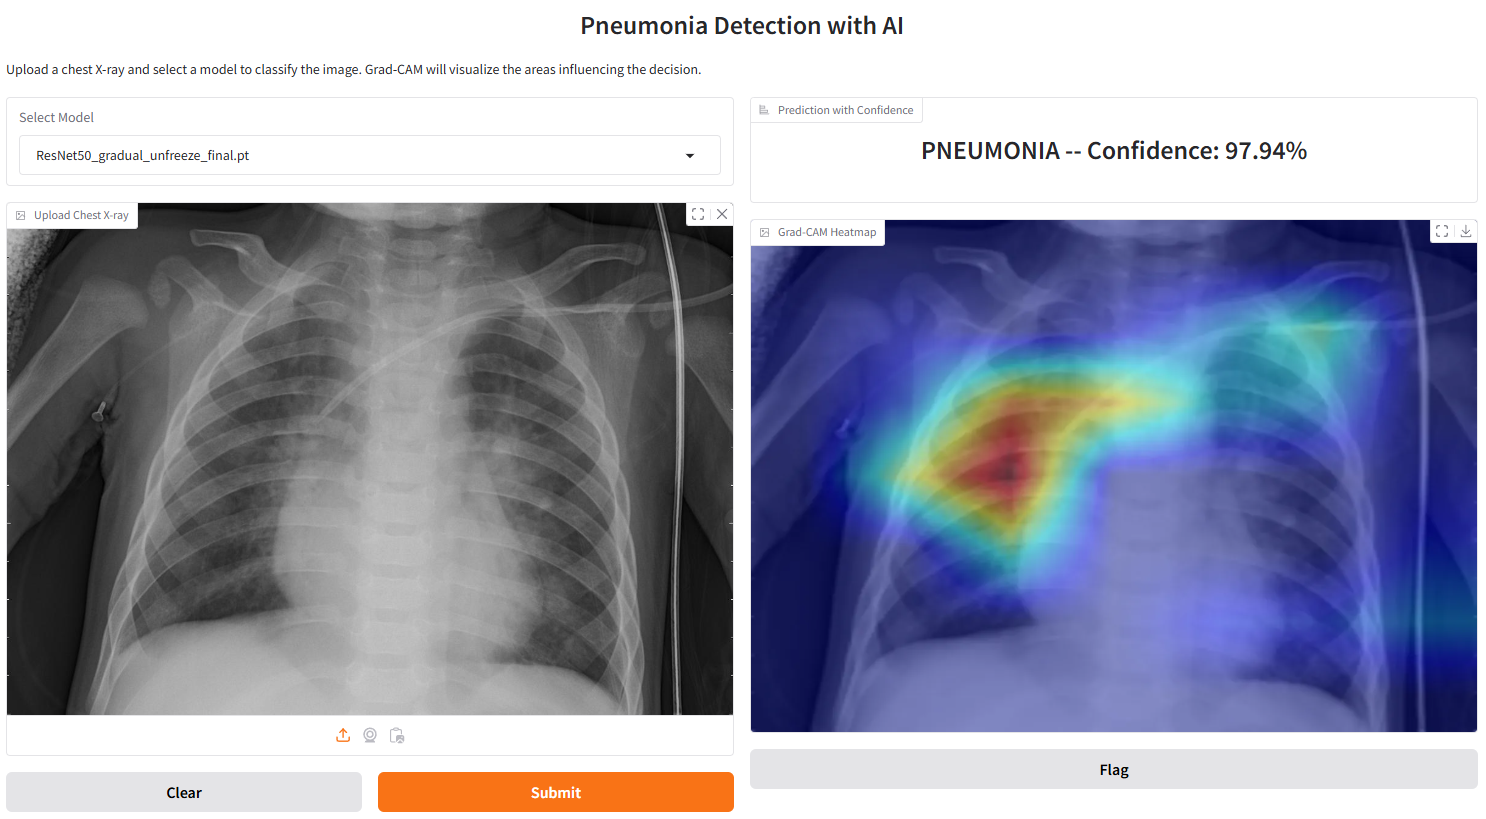 Pneumonia Detection with AI
Upload a chest X-ray and select a model to classify the image. Grad-CAM will visualize the areas influencing the decision.
Select Model
ResNet50_gradual_unfreeze_final.pt
Upload Chest X-ray
Clear
Submit
Prediction with Confidence
PNEUMONIA -- Confidence: 97.94%
Grad-CAM Heatmap
Flag